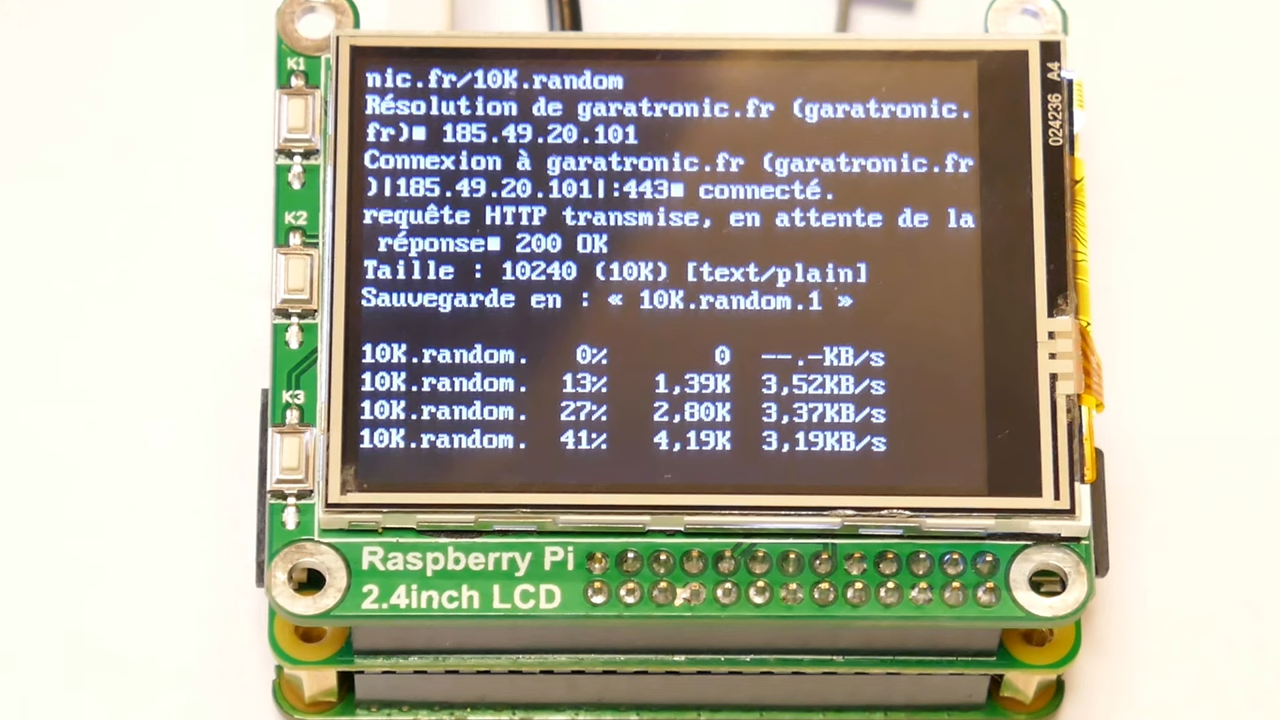 K1
K2
K3
nic.fr/10K.random
Résolution de garatronic.fr (garatronic.
fr)■ 185.49.20.101
Connexion à garatronic.fr (garatronic.fr
)|185.49.20.101|:443■ connecté.
requête HTTP transmise, en attente de la
réponse■ 200 OK
Taille : 10240 (10K) [text/plain]
Sauvegarde en : « 10K.random.1 »
10K.random. 0% 0 --.-KB/s
10K.random. 13% 1,39K 3,52KB/s
10K.random. 27% 2,80K 3,37KB/s
10K.random. 41% 4,19K 3,19KB/s
024236 A4
Raspberry Pi
2.4inch LCD